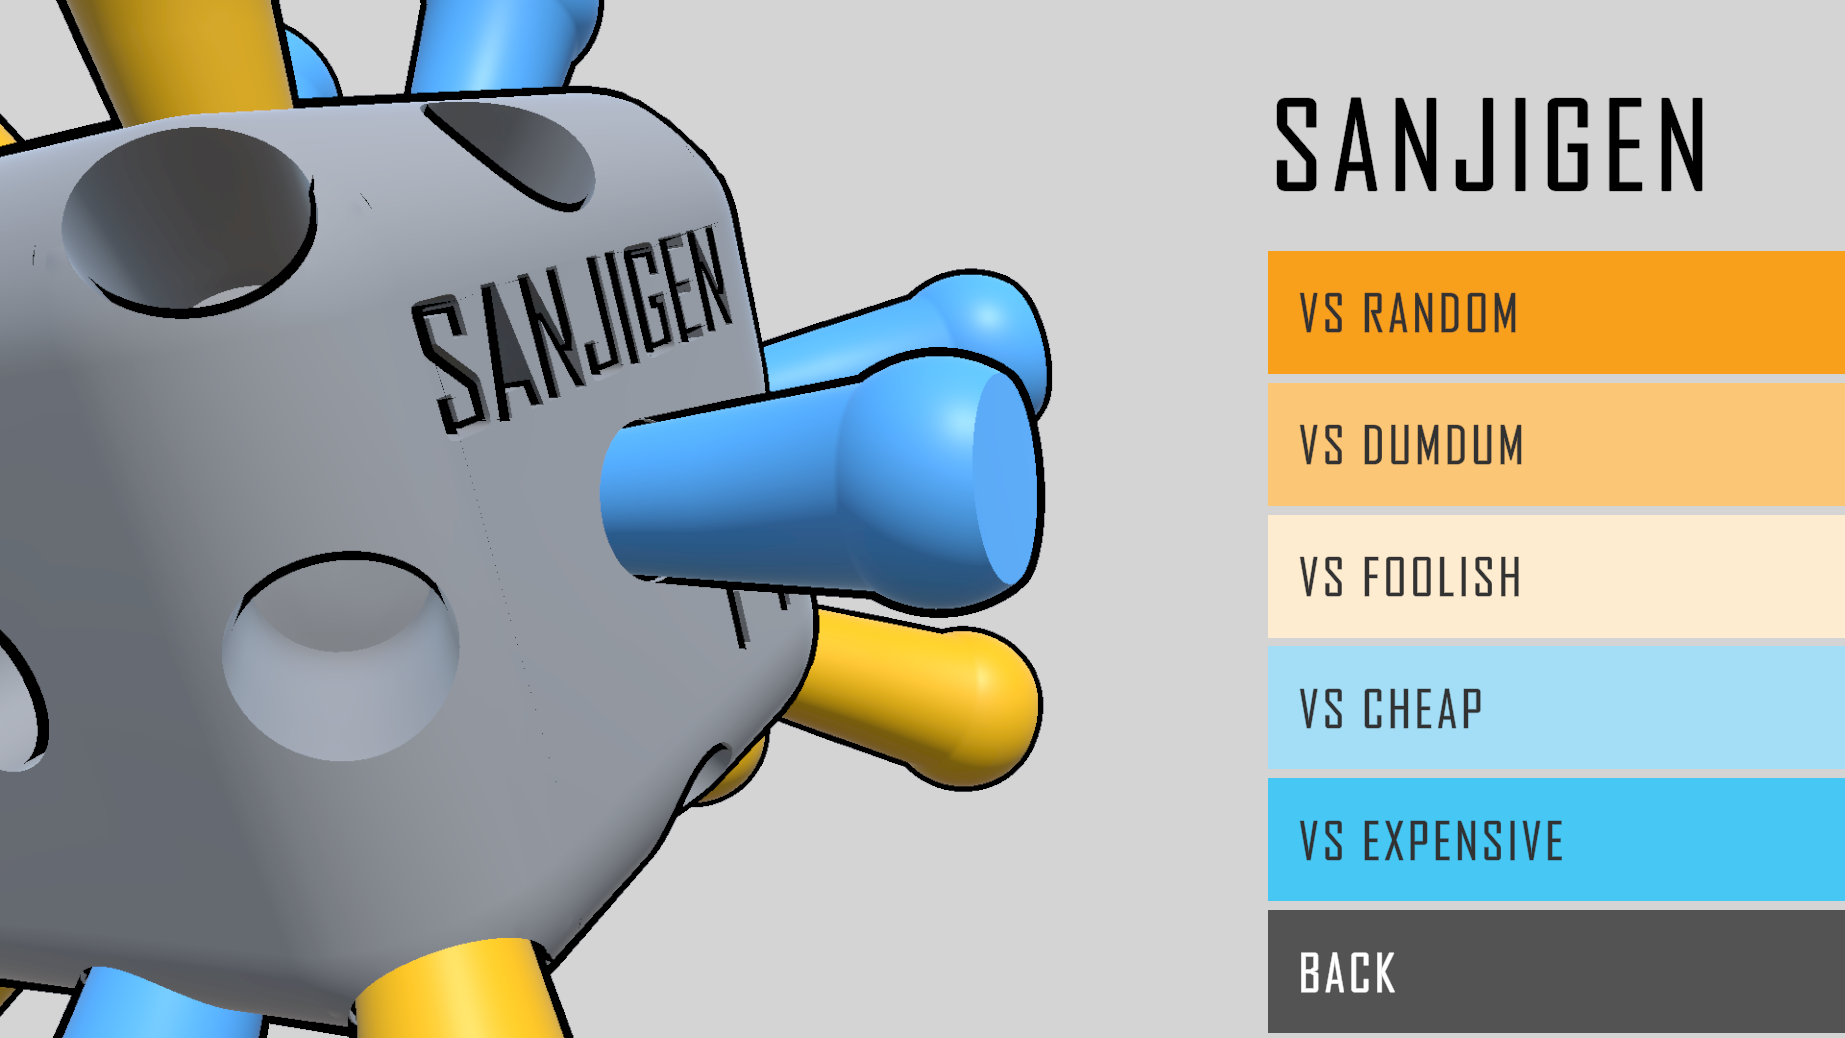 SANJIGEN
SANJIGEN
VS RANDOM
VS DUMDUM
VS FOOLISH
VS CHEAP
VS EXPENSIVE
BACK